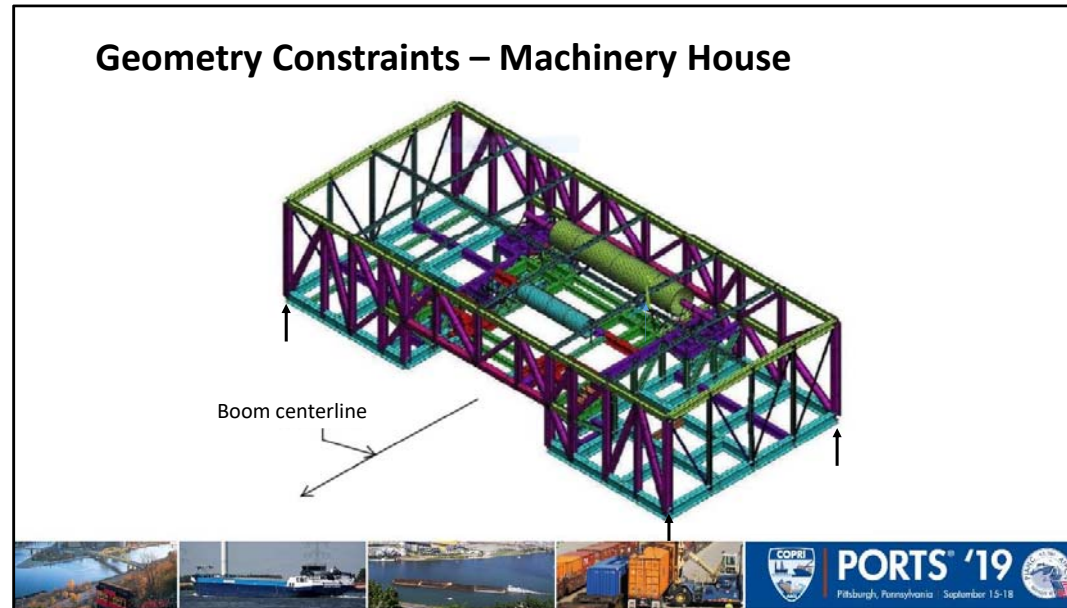 Geometry Constraints – Machinery House
Boom centerline
COPRI
PORTS® '19
Pittsburgh, Pennsylvania | September 15-18